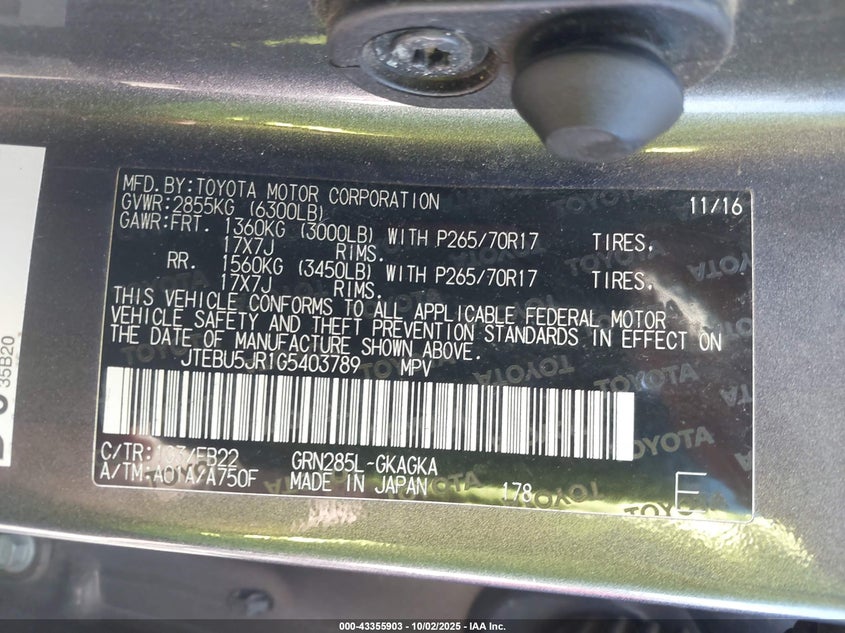 MFD. BY: TOYOTA MOTOR CORPORATION 11/16
GVWR: 2855KG (6300LB)
GAWR: FRT. 1360KG (3000LB) WITH P265/70R17 TIRES,
17X7J RIMS.
RR. 1560KG (3450LB) WITH P265/70R17 TIRES,
17X7J RIMS.
THIS VEHICLE CONFORMS TO ALL APPLICABLE FEDERAL MOTOR
VEHICLE SAFETY AND THEFT PREVENTION STANDARDS IN EFFECT ON
THE DATE OF MANUFACTURE SHOWN ABOVE.
JTEBU5JR1G5403789 MPV
C/TR: /FB22 GRN285L-GKAGKA
A/TM: A01A/A750F MADE IN JAPAN 178 E
35B20
TOYOTA
000-43355903 - 10/02/2025 - IAA Inc.